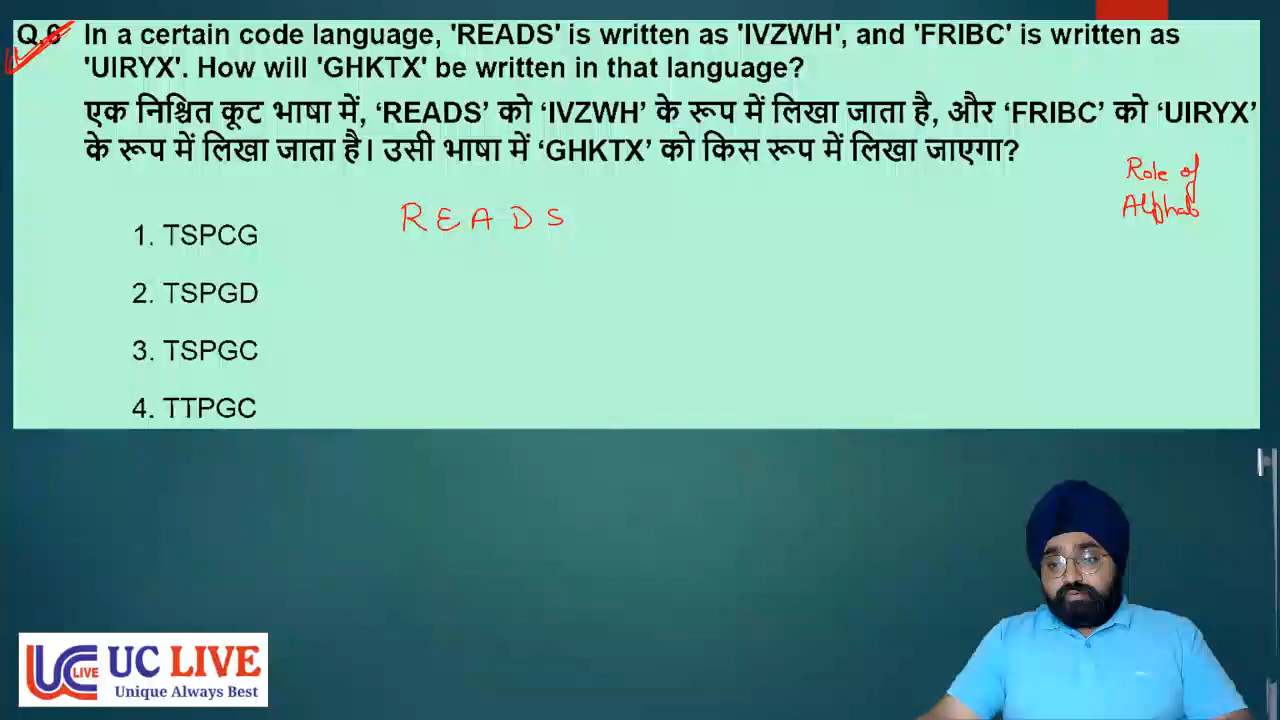 Q.6 In a certain code language, 'READS' is written as 'IVZWH', and 'FRIBC' is written as
'UIRYX'. How will 'GHKTX' be written in that language?
एक निश्चित कूट भाषा में, ‘READS’ को ‘IVZWH’ के रूप में लिखा जाता है, और ‘FRIBC’ को ‘UIRYX’
के रूप में लिखा जाता है। उसी भाषा में ‘GHKTX’ को किस रूप में लिखा जाएगा?
Role of
Alphab
R E A D S
1. TSPCG
2. TSPGD
3. TSPGC
4. TTPGC
UC LIVE
LIVE
Unique Always Best